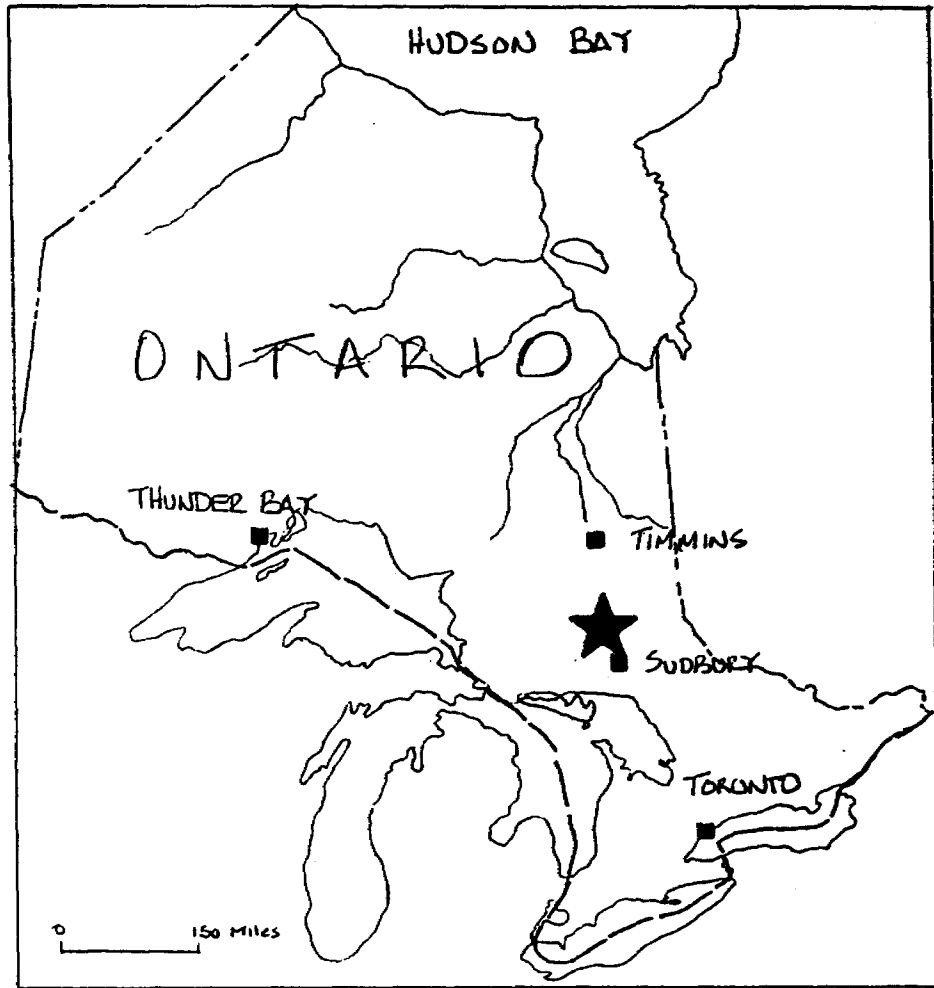 HUDSON BAY
ONTARIO
THUNDER BAY
TIMMINS
SUDBURY
TORONTO
0 150 MILES